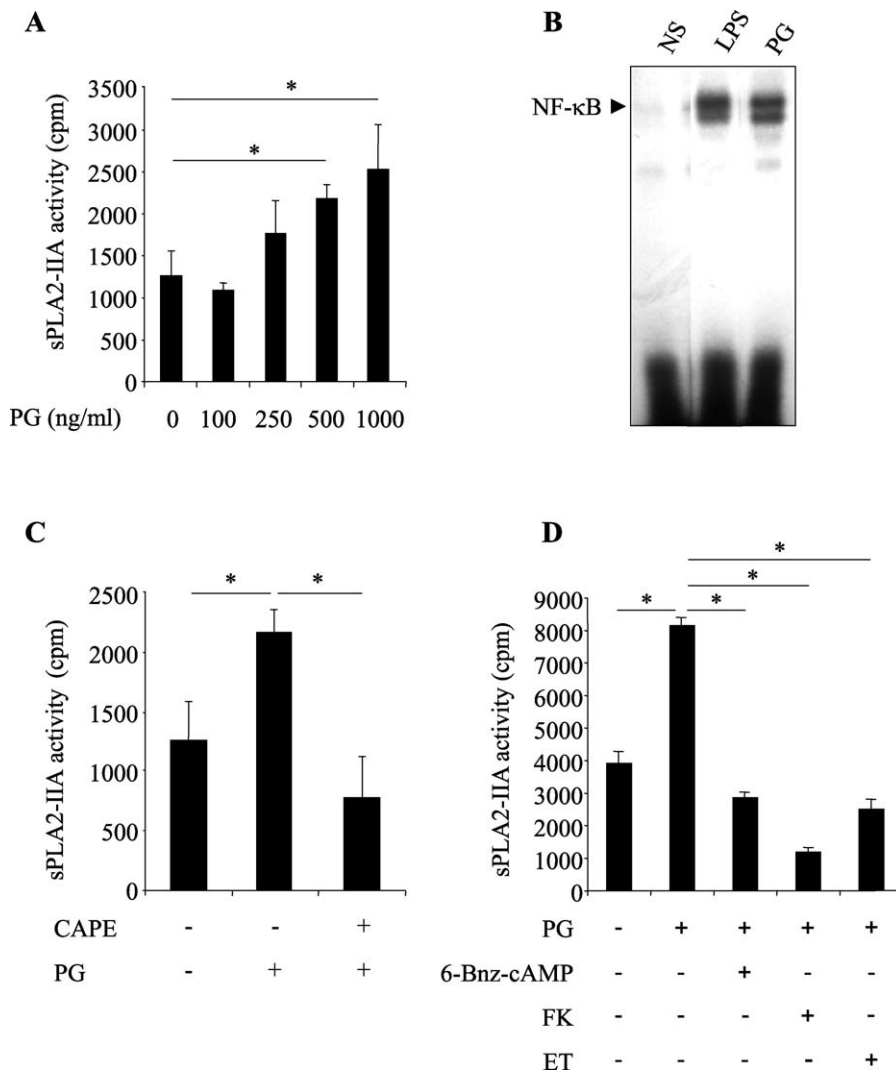 A
sPLA2-IIA activity (cpm)
3500
3000
2500
2000
1500
1000
500
0
*
*
PG (ng/ml) 0 100 250 500 1000
B
NS LPS PG
NF-κB
C
sPLA2-IIA activity (cpm)
2500
2000
1500
1000
500
0
* *
CAPE - - +
PG - + +
D
sPLA2-IIA activity (cpm)
9000
8000
7000
6000
5000
4000
3000
2000
1000
0
*
*
* *
PG - + + + +
6-Bnz-cAMP - - + - -
FK - - - + -
ET - - - - +